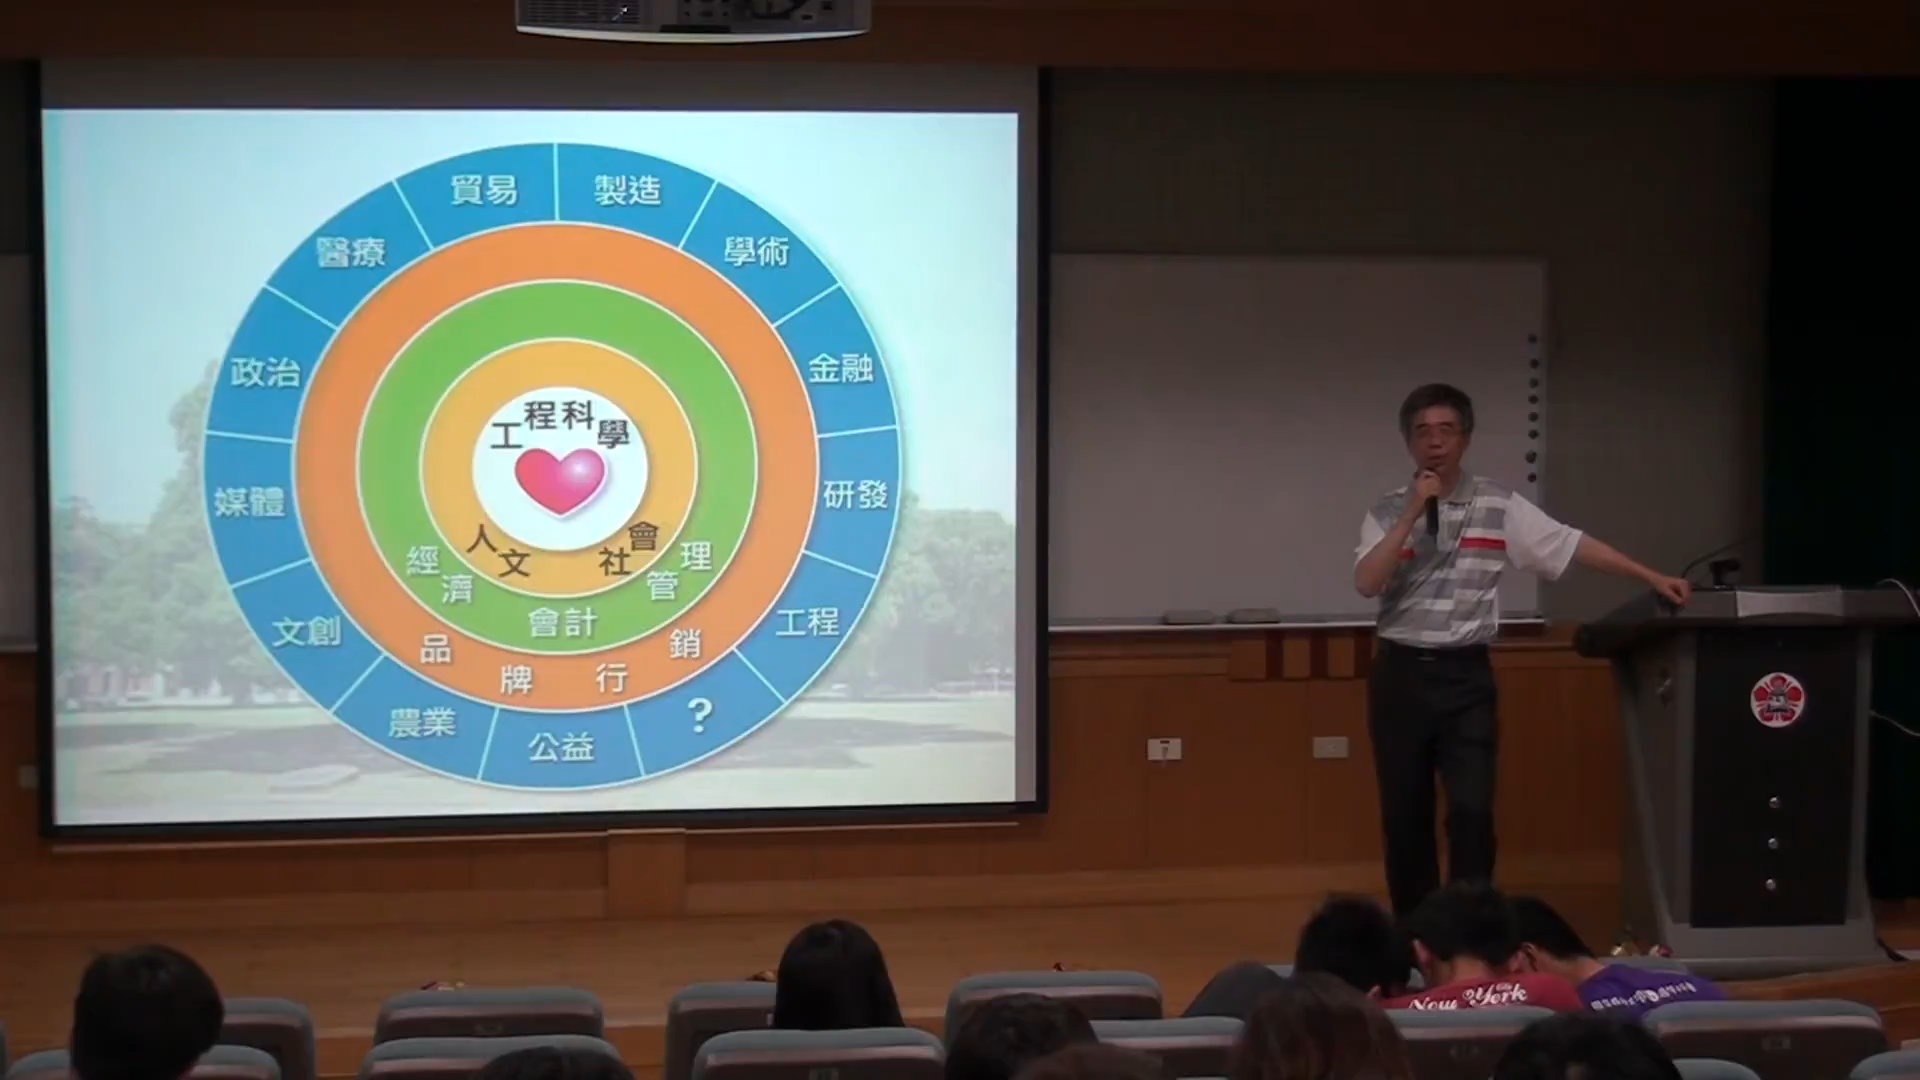 貿易
製造
醫療
學術
政治
金融
工程科學
媒體
研發
人文
社會
經濟
管理
會計
文創
工程
品牌
行銷
農業
公益
?
New York